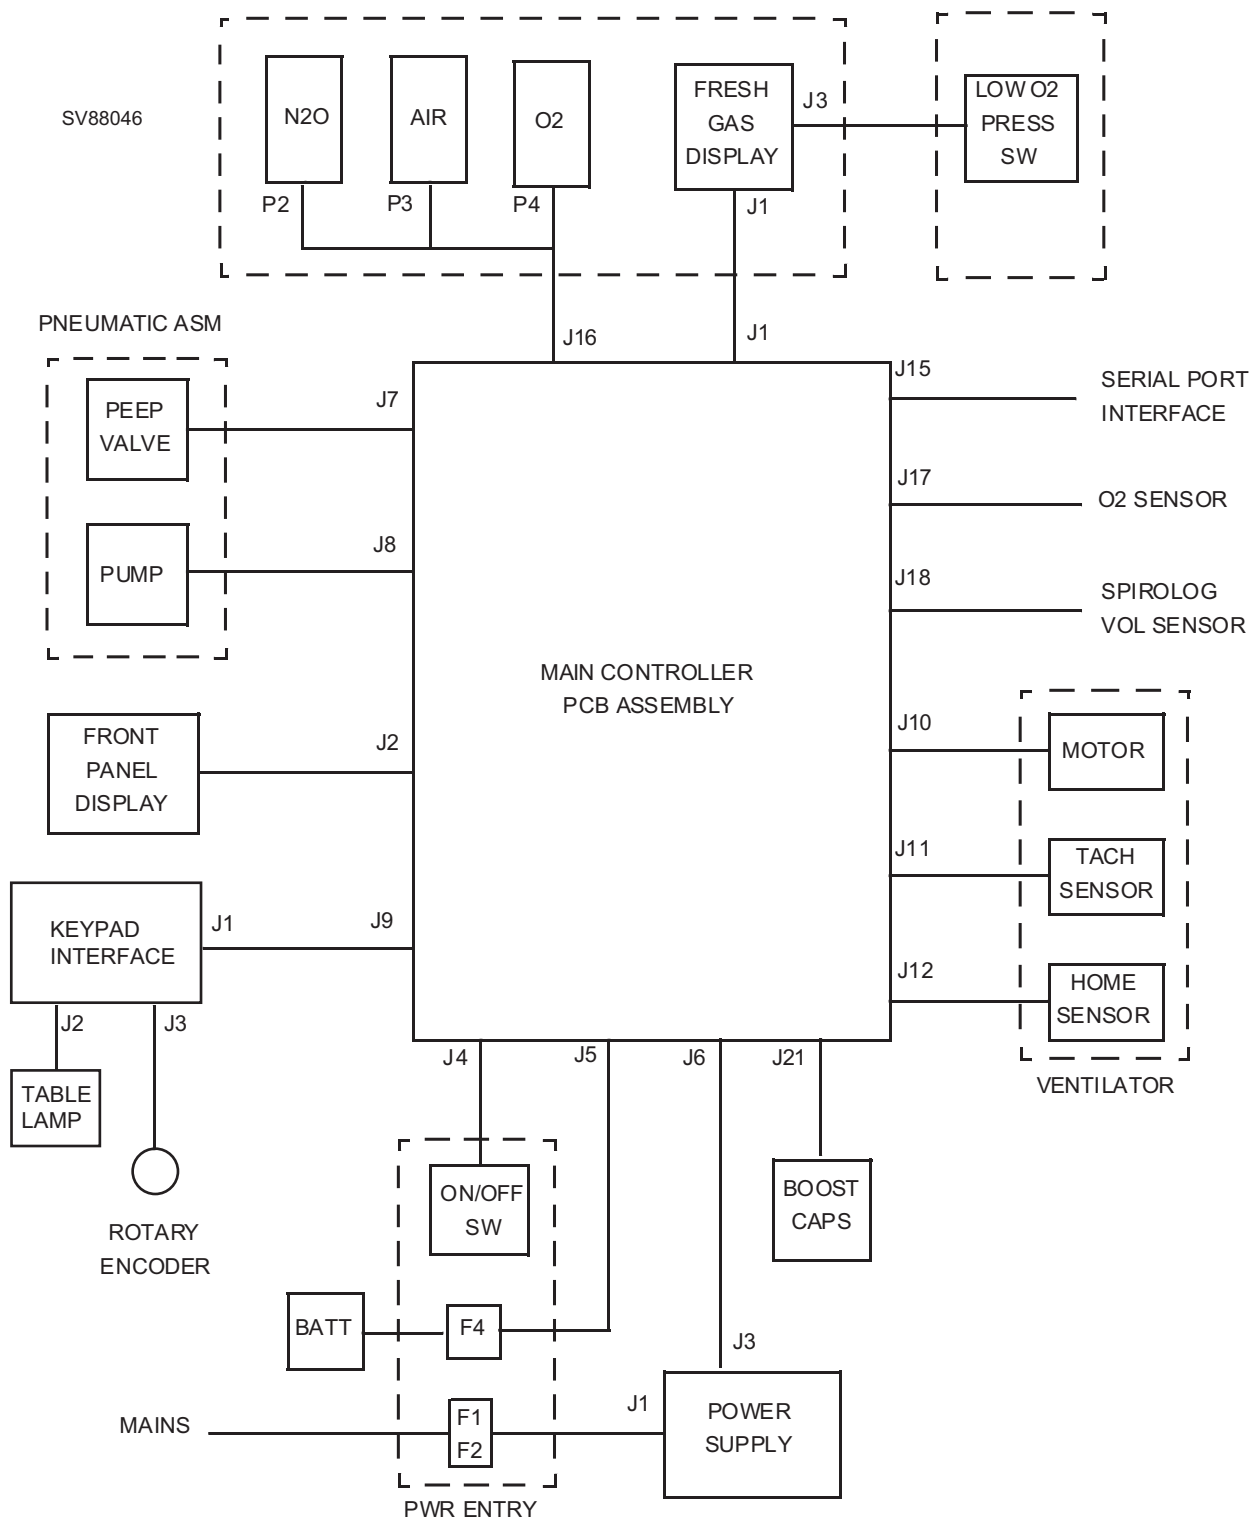 SV88046
N2O
AIR
O2
FRESH
GAS
DISPLAY
J3
LOW O2
PRESS
SW
P2
P3
P4
J1
J16
J1
PNEUMATIC ASM
PEEP
VALVE
J7
PUMP
J8
FRONT
PANEL
DISPLAY
J2
KEYPAD
INTERFACE
J1
J9
J2
J3
TABLE
LAMP
ROTARY
ENCODER
MAIN CONTROLLER
PCB ASSEMBLY
J15
SERIAL PORT
INTERFACE
J17
O2 SENSOR
J18
SPIROLOG
VOL SENSOR
J10
MOTOR
J11
TACH
SENSOR
J12
HOME
SENSOR
VENTILATOR
J4
J5
J6
J21
ON/OFF
SW
BOOST
CAPS
BATT
F4
J3
MAINS
F1
F2
J1
POWER
SUPPLY
PWR ENTRY